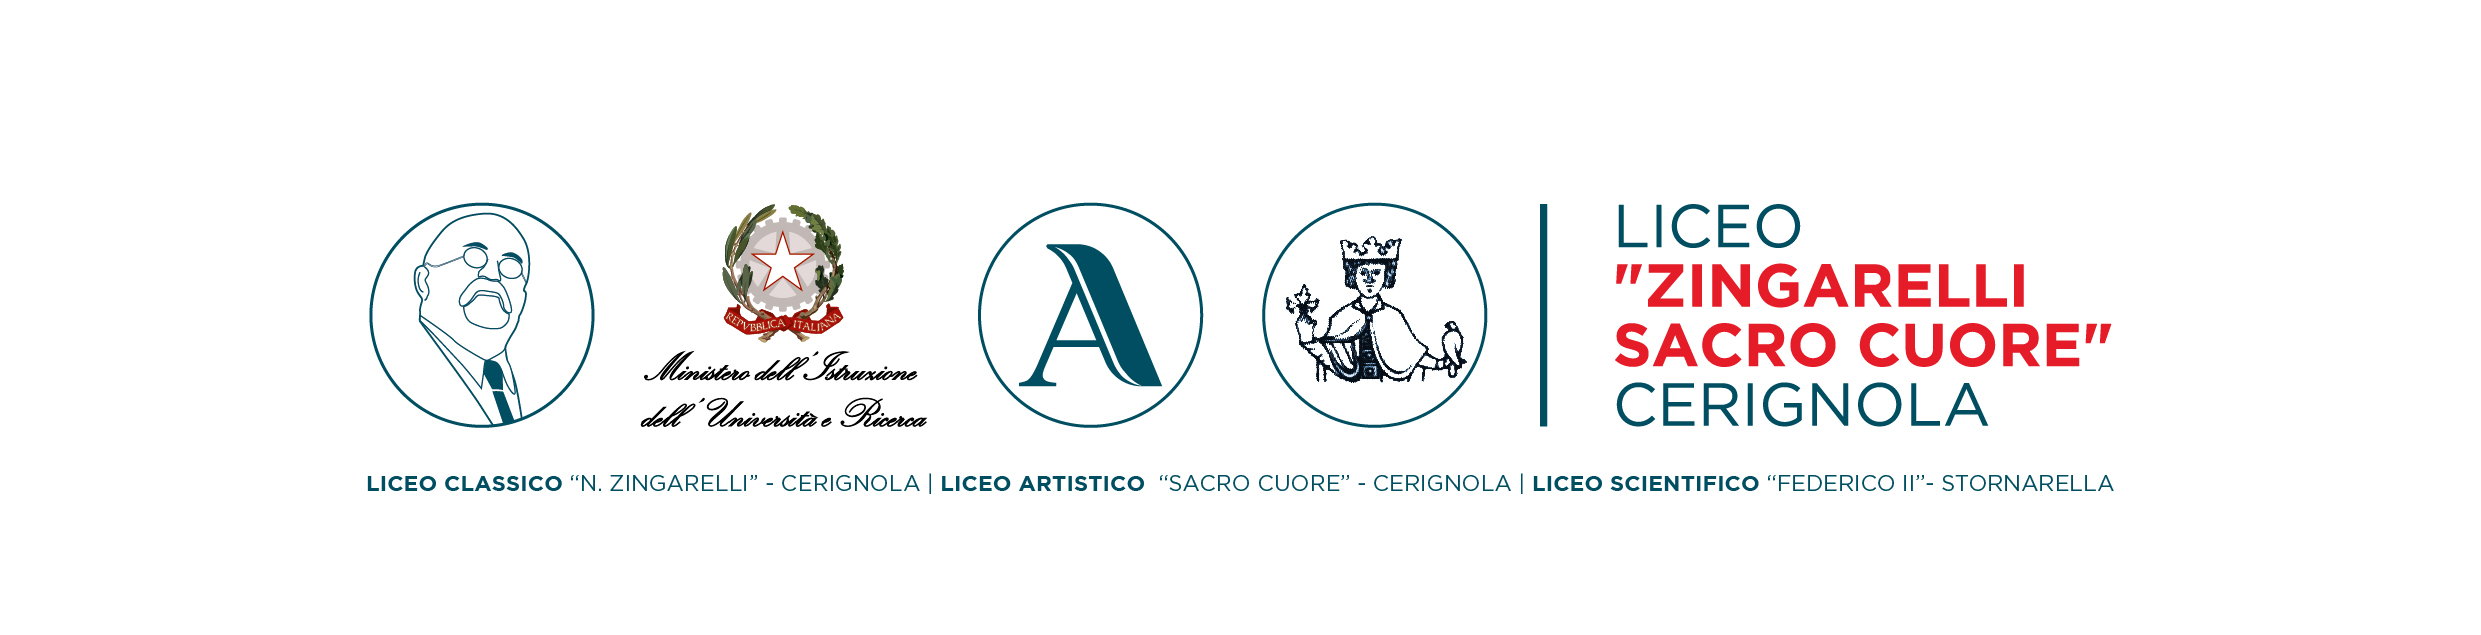 REPVBBLICA ITALIANA
Ministero dell'Istruzione
dell'Università e Ricerca
A
LICEO
"ZINGARELLI
SACRO CUORE"
CERIGNOLA
LICEO CLASSICO “N. ZINGARELLI” - CERIGNOLA | LICEO ARTISTICO “SACRO CUORE” - CERIGNOLA | LICEO SCIENTIFICO “FEDERICO II”- STORNARELLA